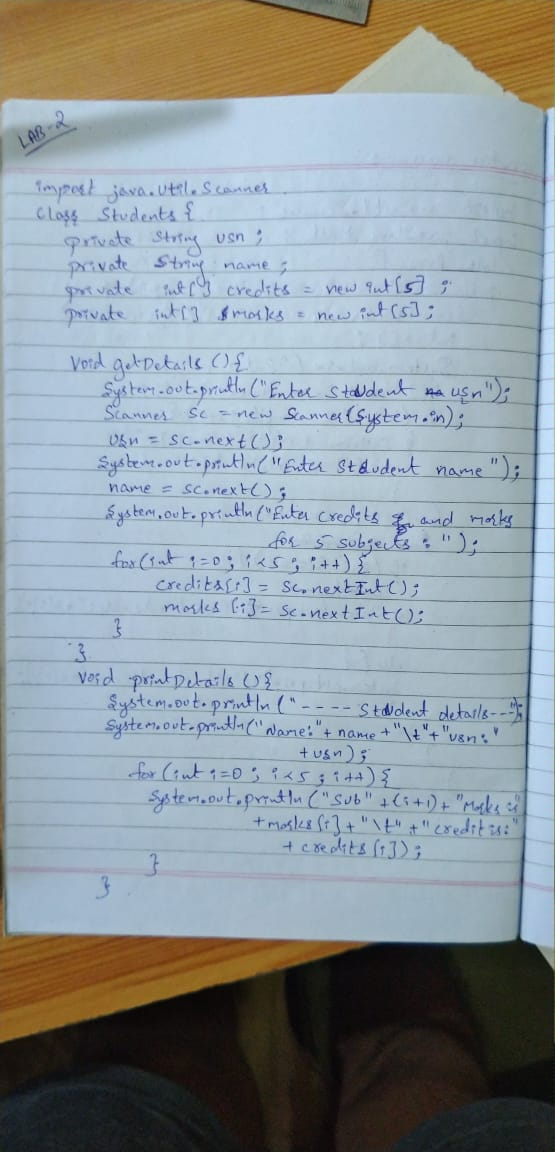 LAB-2
import java.util.Scanner
Class Students {
private String usn ;
private String name ;
private int[] credits = new int[5] ;
private int[] marks = new int[5] ;
Void getDetails () {
System.out.println("Enter Student usn");
Scanner sc = new Scanner(System.in);
usn = sc.next();
System.out.println("Enter Student name");
name = sc.next();
System.out.println("Enter credits and marks
for 5 subjects : ");
for(int i=0; i<5; i++) {
credits[i] = sc.nextInt();
marks [i] = sc.nextInt();
}
}
Void printDetails () {
System.out.println ("---- Student details---");
System.out.println("Name:"+ name +"\t"+"usn:"
+ usn);
for (int i=0 ; i<5 ; i++) {
System.out.println ("Sub" +(i+1)+ "Marks is"
+ marks [i] + "\t" + "credit is:"
+ credits [i]);
}
}